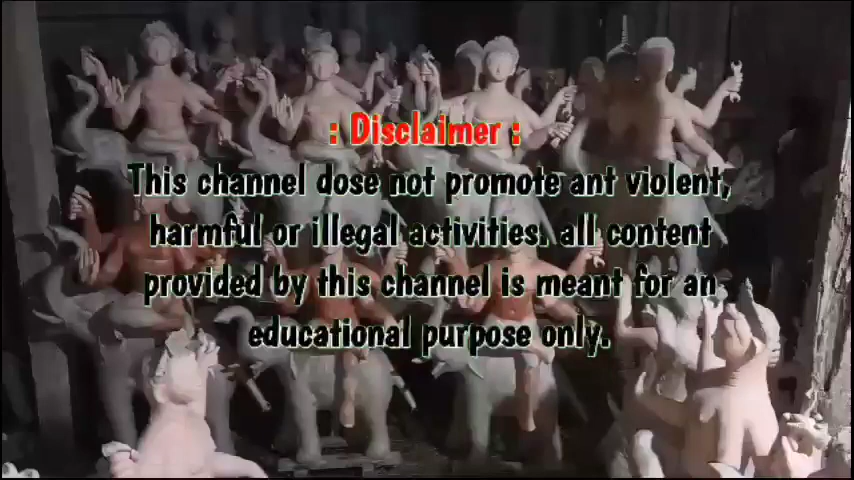 : Disclaimer :
This channel dose not promote ant violent,
harmful or illegal activities. all content
provided by this channel is meant for an
educational purpose only.